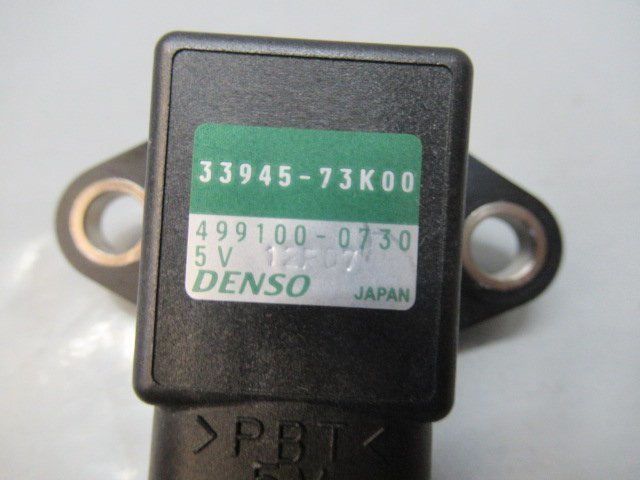 33945-73K00
499100-0730
5V
DENSO JAPAN
>PBT<